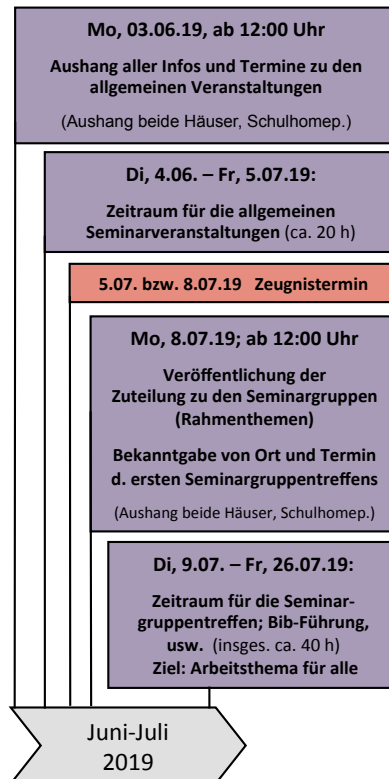 Mo, 03.06.19, ab 12:00 Uhr
Aushang aller Infos und Termine zu den
allgemeinen Veranstaltungen
(Aushang beide Häuser, Schulhomep.)
Di, 4.06. – Fr, 5.07.19:
Zeitraum für die allgemeinen
Seminarveranstaltungen (ca. 20 h)
5.07. bzw. 8.07.19 Zeugnistermin
Mo, 8.07.19; ab 12:00 Uhr
Veröffentlichung der
Zuteilung zu den Seminargruppen
(Rahmenthemen)
Bekanntgabe von Ort und Termin
d. ersten Seminargruppentreffens
(Aushang beide Häuser, Schulhomep.)
Di, 9.07. – Fr, 26.07.19:
Zeitraum für die Seminar-
gruppentreffen; Bib-Führung,
usw. (insges. ca. 40 h)
Ziel: Arbeitsthema für alle
Juni-Juli
2019